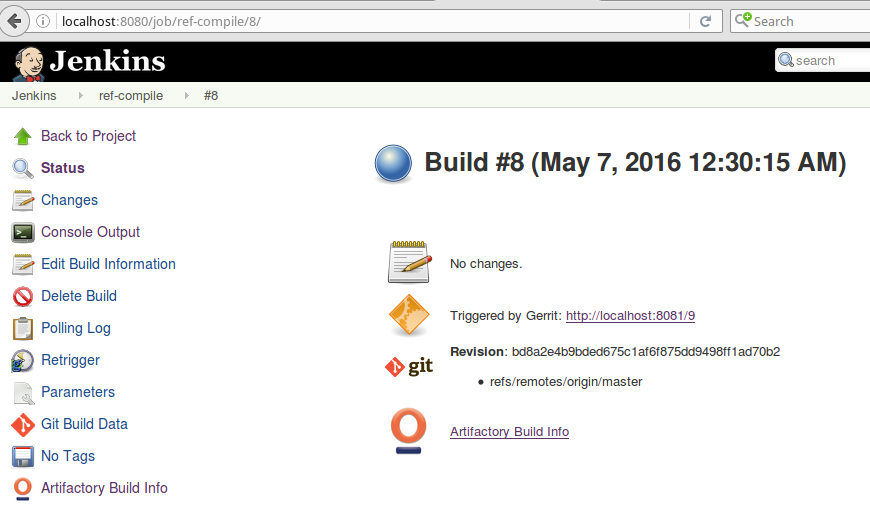 localhost:8080/job/ref-compile/8/
Search
Jenkins
search
Jenkins
ref-compile
#8
Back to Project
Status
Changes
Console Output
Edit Build Information
Delete Build
Polling Log
Retrigger
Parameters
Git Build Data
No Tags
Artifactory Build Info
Build #8 (May 7, 2016 12:30:15 AM)
No changes.
Triggered by Gerrit: http://localhost:8081/9
Revision: bd8a2e4b9bded675c1af6f875dd9498ff1ad70b2
git
refs/remotes/origin/master
Artifactory Build Info